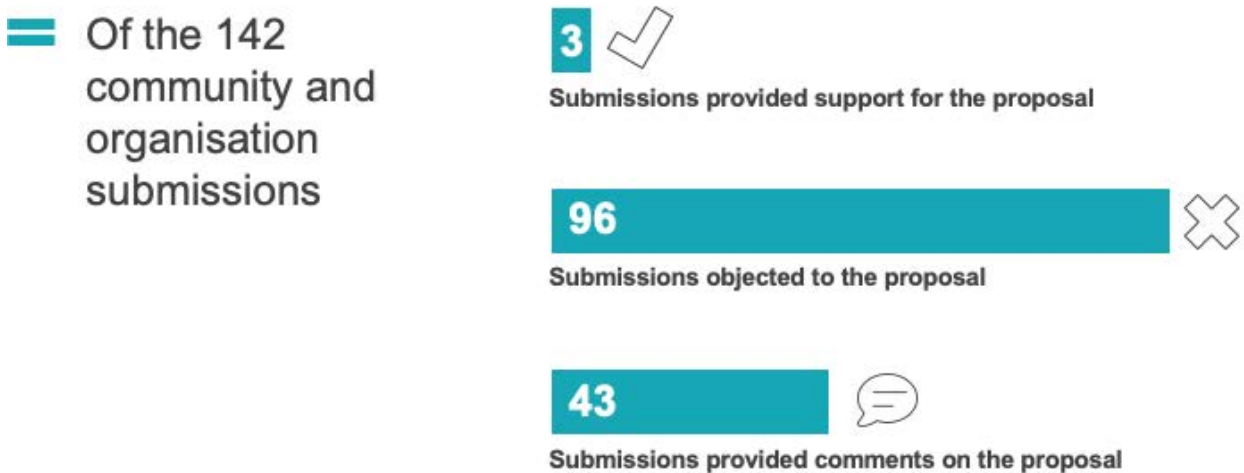 Of the 142
community and
organisation
submissions
3
Submissions provided support for the proposal
96
Submissions objected to the proposal
43
Submissions provided comments on the proposal